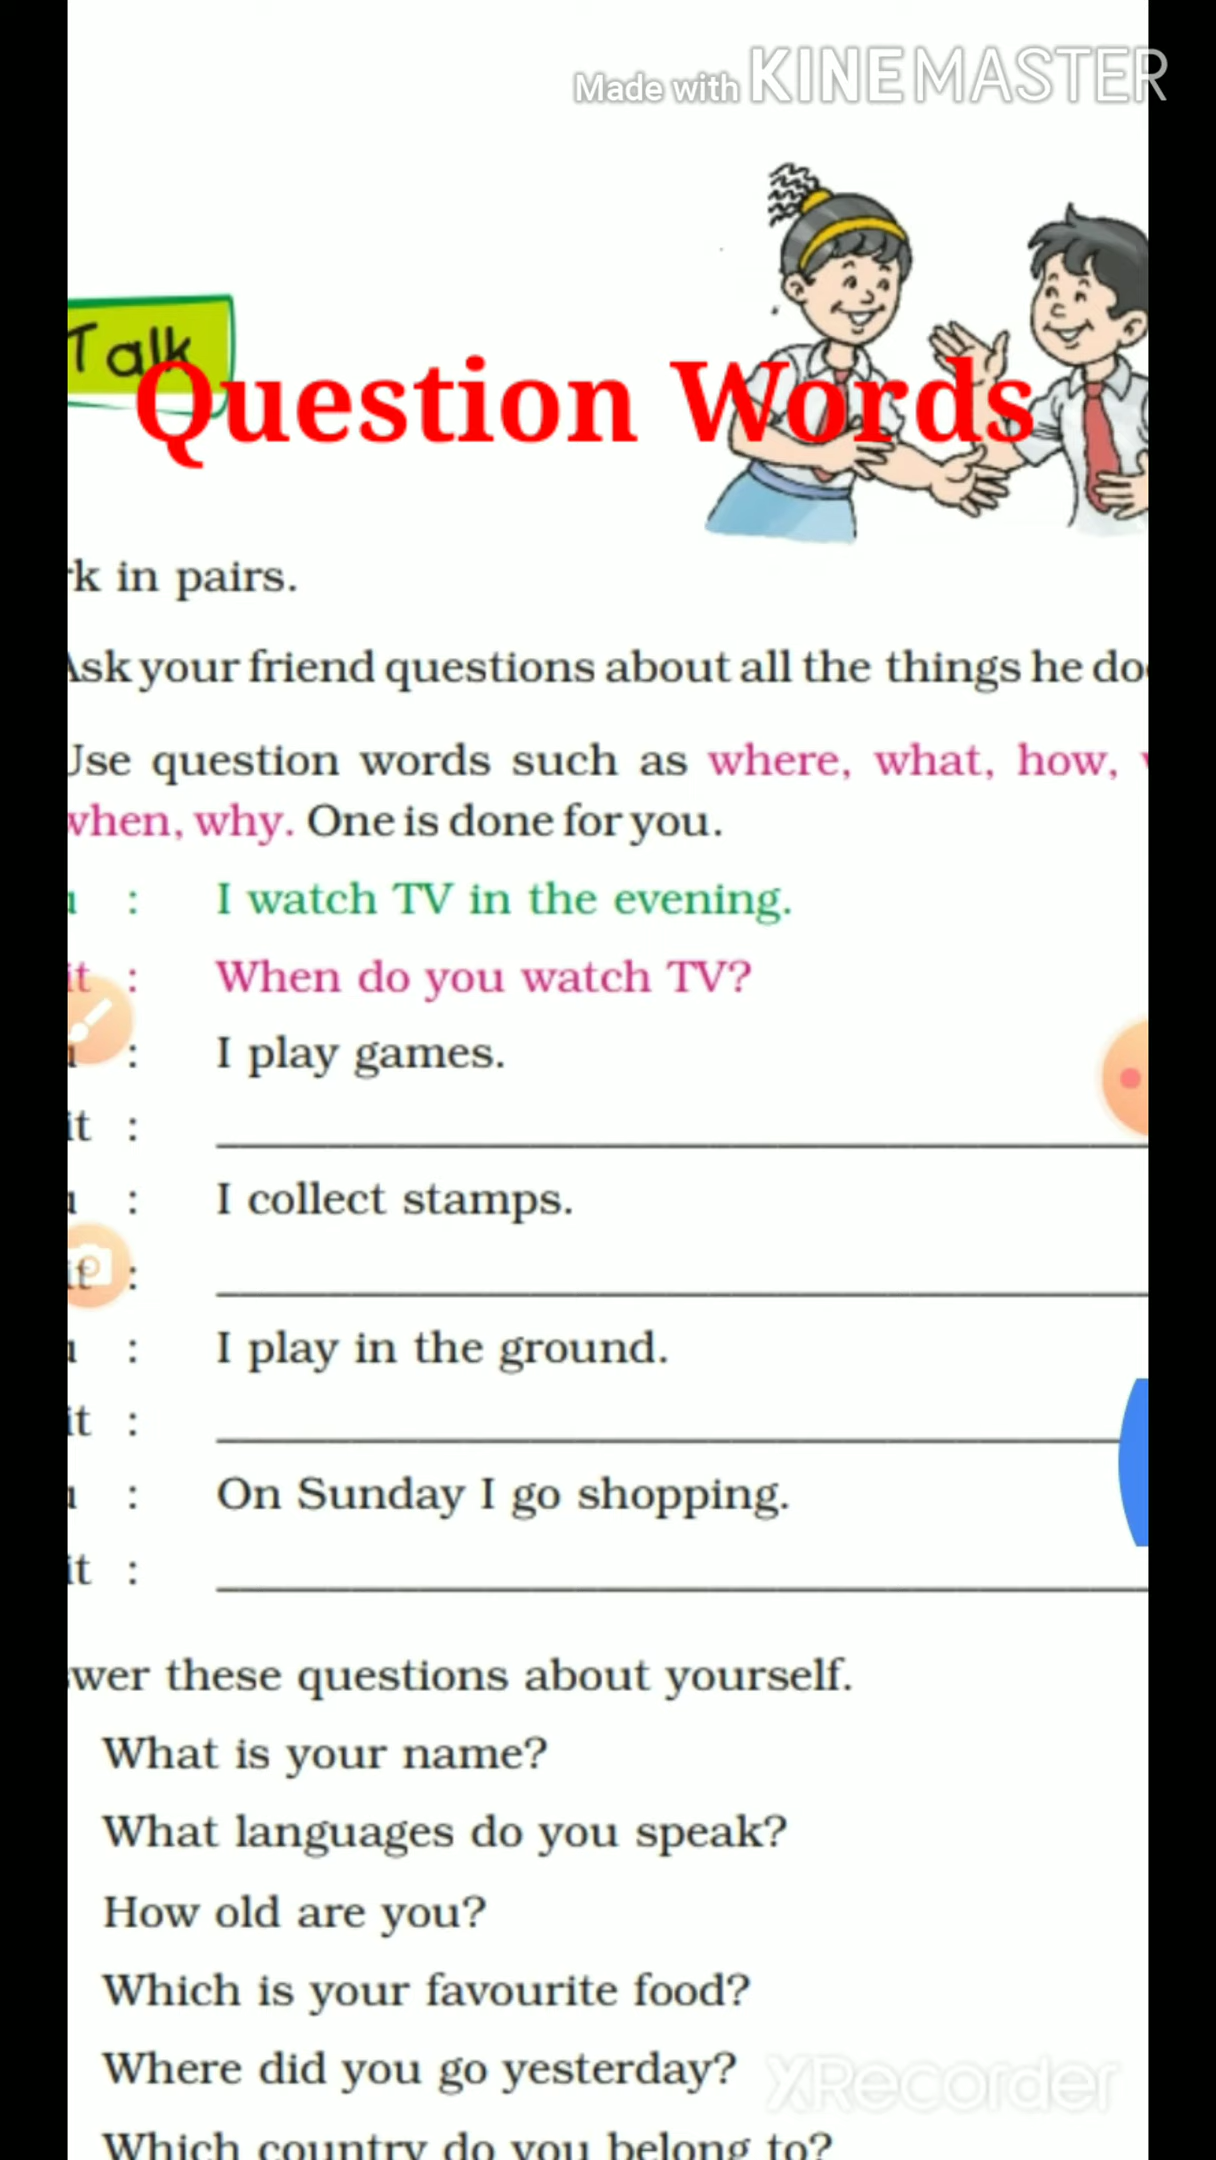 Made with KINEMASTER
Talk
Question Words
rk in pairs.
Ask your friend questions about all the things he do
Use question words such as where, what, how,
when, why. One is done for you.
: I watch TV in the evening.
it : When do you watch TV?
: I play games.
it :
: I collect stamps.
it :
: I play in the ground.
it :
: On Sunday I go shopping.
it :
wer these questions about yourself.
What is your name?
What languages do you speak?
How old are you?
Which is your favourite food?
Where did you go yesterday?
XRecorder
Which country do you belong to?